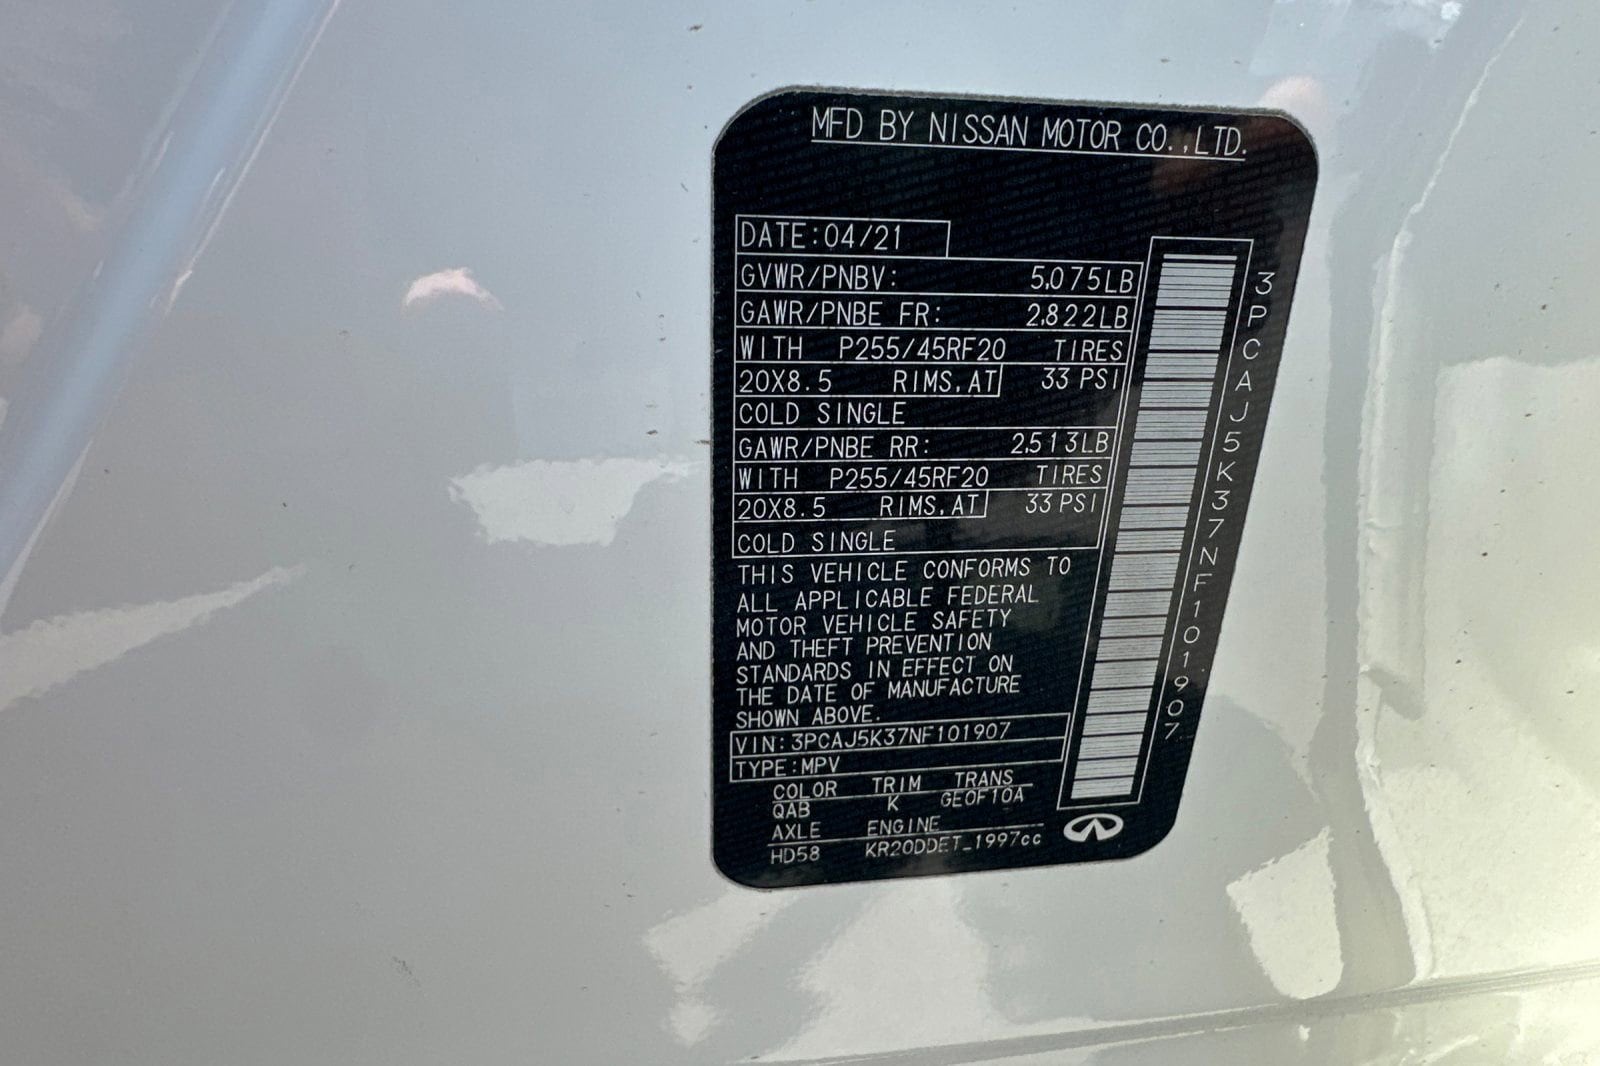 MFD BY NISSAN MOTOR CO.,LTD.
DATE:04/21
GVWR/PNBV: 5,075LB
GAWR/PNBE FR: 2,822LB
WITH P255/45RF20 TIRES
20X8.5 RIMS,AT 33 PSI
COLD SINGLE
GAWR/PNBE RR: 2,513LB
WITH P255/45RF20 TIRES
20X8.5 RIMS,AT 33 PSI
COLD SINGLE
THIS VEHICLE CONFORMS TO
ALL APPLICABLE FEDERAL
MOTOR VEHICLE SAFETY
AND THEFT PREVENTION
STANDARDS IN EFFECT ON
THE DATE OF MANUFACTURE
SHOWN ABOVE.
VIN:3PCAJ5K37NF101907
TYPE:MPV
COLOR TRIM TRANS
QAB K GE0F10A
AXLE ENGINE
HD58 KR20DDET_1997cc
3PCAJ5K37NF101907